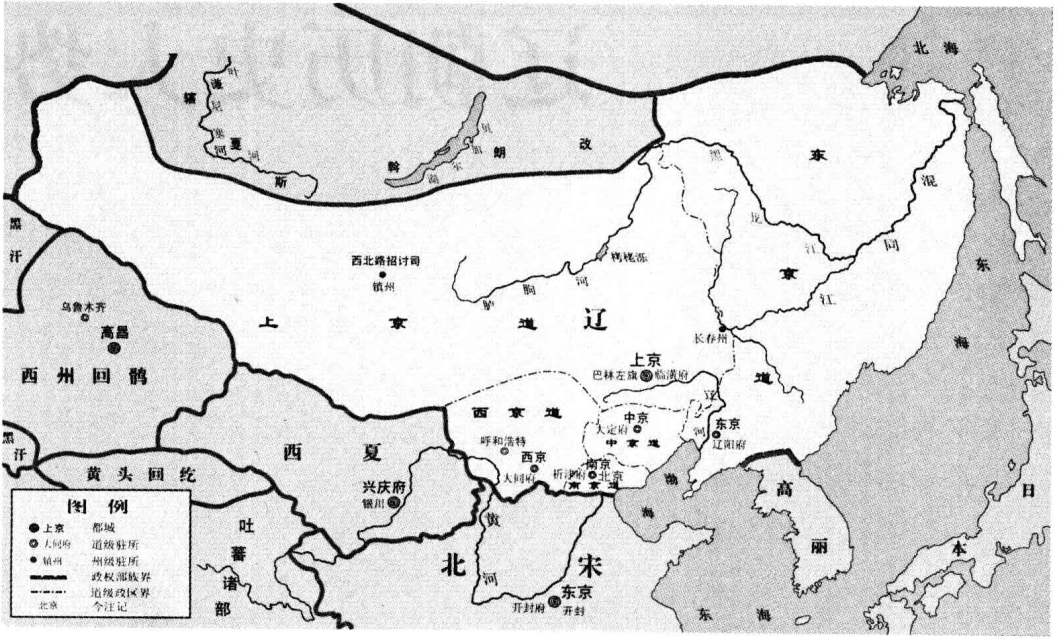 北海
辖
戛
斯
叶
谦
尼
塞
河
河
斡
朗
改
贝
加
尔
湖
黑
龙
江
东
京
道
混
同
江
黑汗
西北路招讨司
镇州
胪
朐
河
乌鲁木齐
高昌
西州回鹘
上京道
辽
长春州
上京
巴林左旗
临潢府
东海
西京道
呼和浩特
西京
大同府
中京
大定府
中京道
辽
河
东京
辽阳府
南京
析津府
北京
南京道
黑汗
黄头回纥
西夏
兴庆府
银川
渤海
高丽
日本
吐蕃诸部
黄河
北宋
东京
开封府
开封
东海
图例
上京 都城
大同府 道级驻所
镇州 州级驻所
政权部族界
道级政区界
北京 今注记